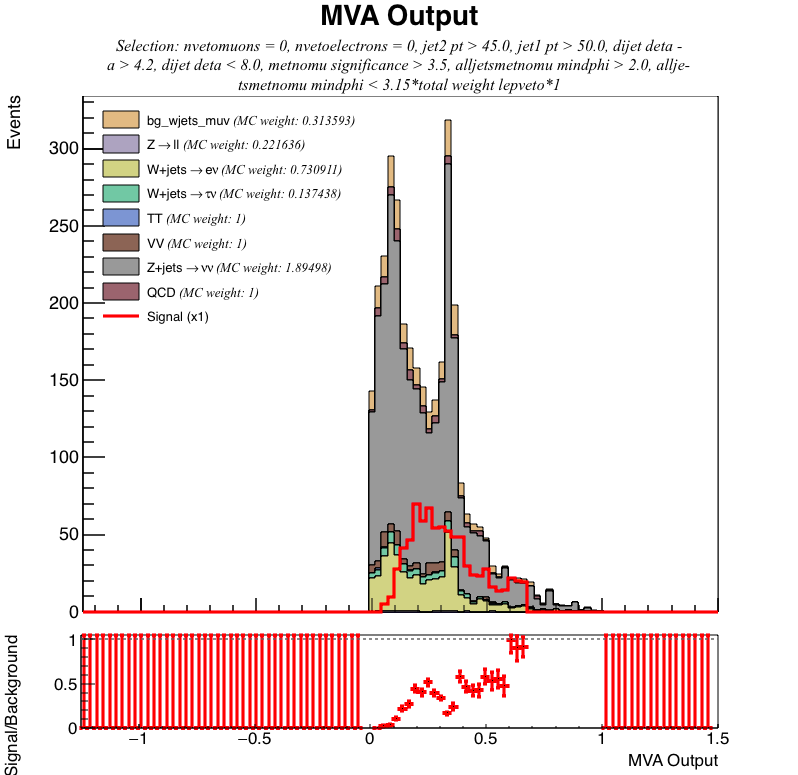 MVA Output
Selection: nvetomuons = 0, nvetoelectrons = 0, jet2 pt > 45.0, jet1 pt > 50.0, dijet deta -
a > 4.2, dijet deta < 8.0, metnomu significance > 3.5, alljetsmetnomu mindphi > 2.0, allje-
tsmetnomu mindphi < 3.15*total weight lepveto*1
Events
bg_wjets_muv (MC weight: 0.313593)
Z→ll (MC weight: 0.221636)
W+jets→eν (MC weight: 0.730911)
W+jets→τν (MC weight: 0.137438)
TT (MC weight: 1)
VV (MC weight: 1)
Z+jets→νν (MC weight: 1.89498)
QCD (MC weight: 1)
Signal (x1)
300
250
200
150
100
50
0
Signal/Background
1
0.5
0
−1 −0.5 0 0.5 1 1.5
MVA Output